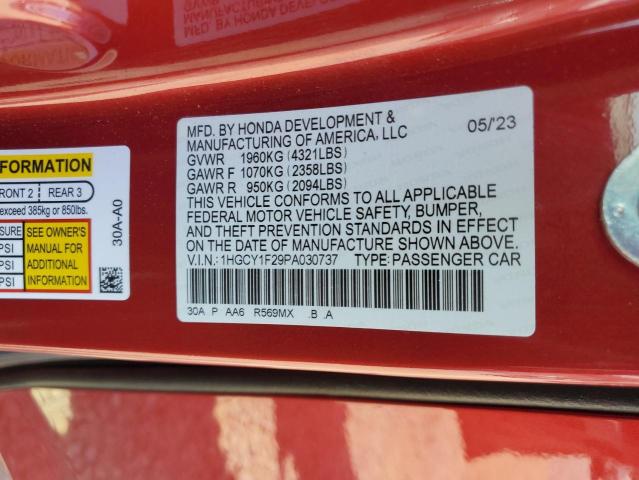 MFD. BY HONDA DEVELOPMENT &
MANUFACTURING OF AMERICA, LLC
05/'23
GVWR 1960KG (4321LBS)
GAWR F 1070KG (2358LBS)
GAWR R 950KG (2094LBS)
THIS VEHICLE CONFORMS TO ALL APPLICABLE
FEDERAL MOTOR VEHICLE SAFETY, BUMPER,
AND THEFT PREVENTION STANDARDS IN EFFECT
ON THE DATE OF MANUFACTURE SHOWN ABOVE.
V.I.N.:1HGCY1F29PA030737 TYPE:PASSENGER CAR
30A P AA6 R569MX .B .A
FORMATION
RONT 2 REAR 3
exceed 385kg or 850lbs.
SURE
PSI
PSI
PSI
SEE OWNER'S
MANUAL FOR
ADDITIONAL
INFORMATION
30A-A0